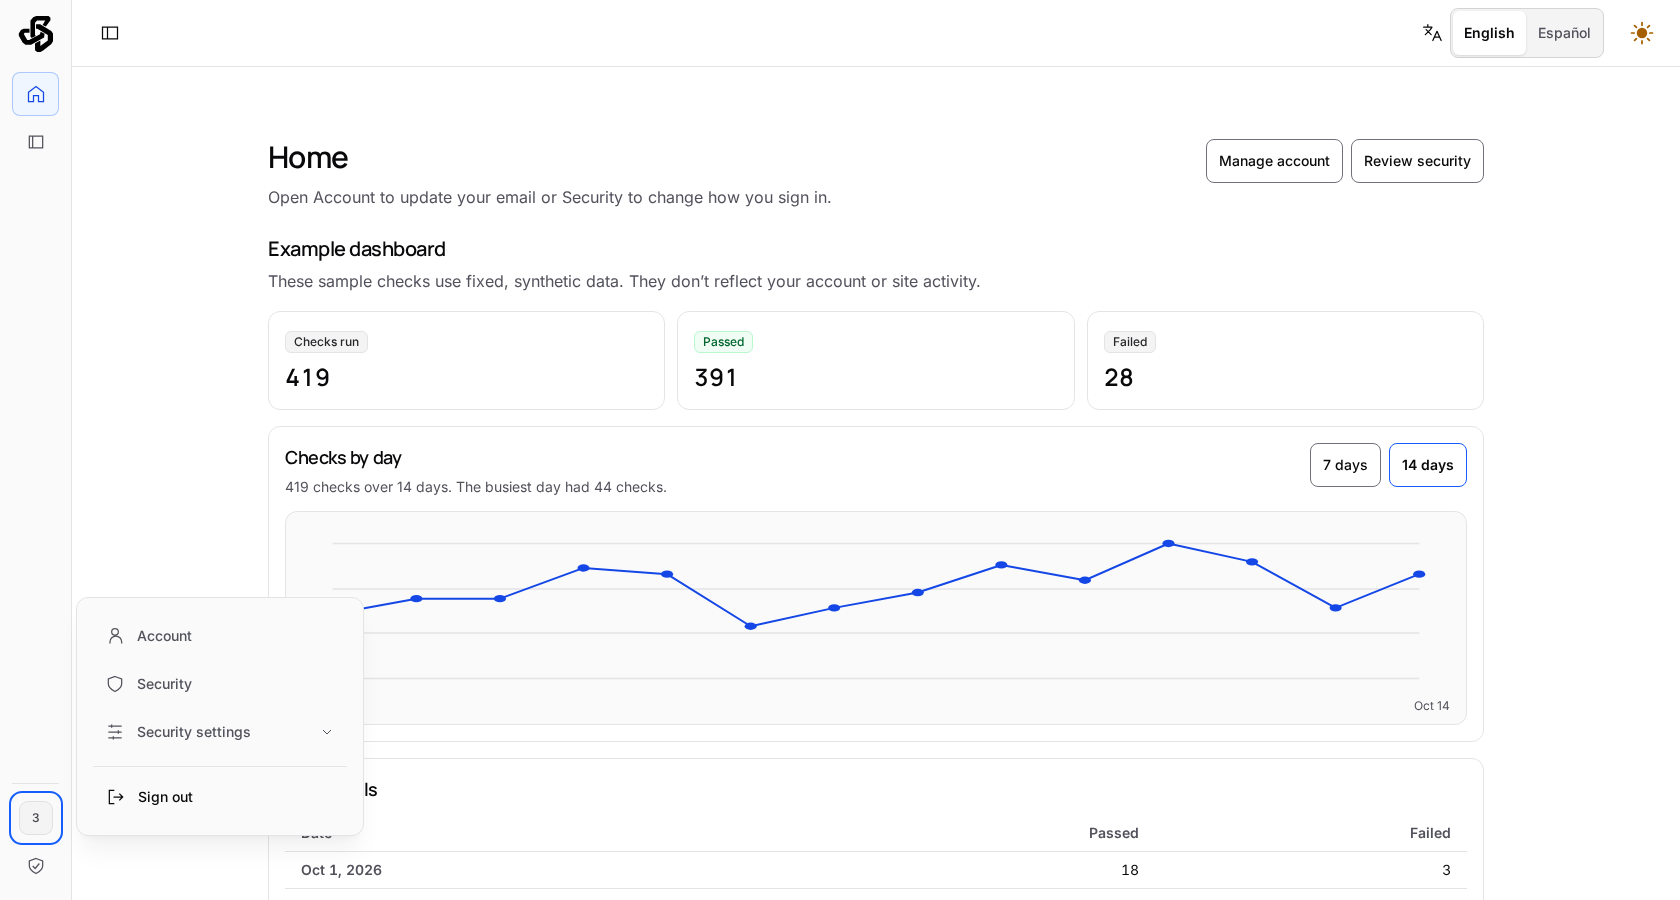 English
Español
Home
Manage account
Review security
Open Account to update your email or Security to change how you sign in.
Example dashboard
These sample checks use fixed, synthetic data. They don’t reflect your account or site activity.
Checks run
419
Passed
391
Failed
28
Checks by day
7 days
14 days
419 checks over 14 days. The busiest day had 44 checks.
Oct 14
Account
Security
Security settings
Sign out
3
Passed
Failed
Oct 1, 2026
18
3